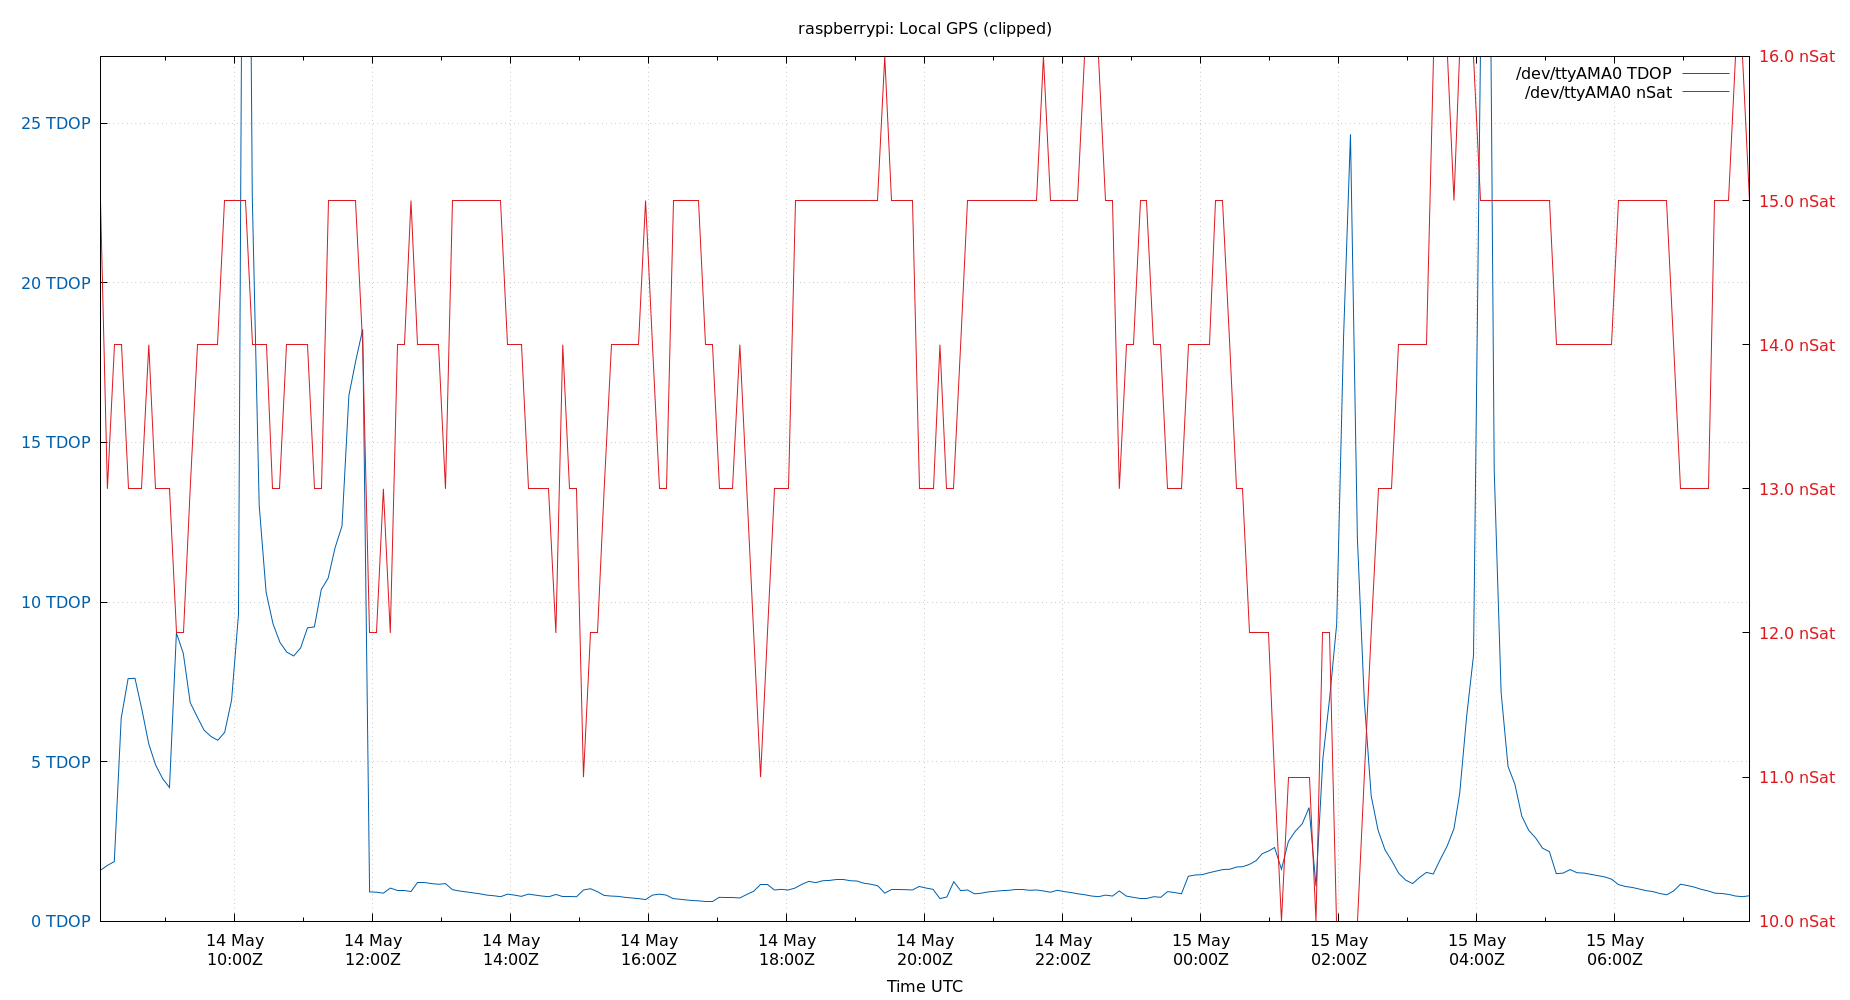 raspberrypi: Local GPS (clipped)
/dev/ttyAMA0 TDOP
/dev/ttyAMA0 nSat
25 TDOP
20 TDOP
15 TDOP
10 TDOP
5 TDOP
0 TDOP
16.0 nSat
15.0 nSat
14.0 nSat
13.0 nSat
12.0 nSat
11.0 nSat
10.0 nSat
14 May
10:00Z
14 May
12:00Z
14 May
14:00Z
14 May
16:00Z
14 May
18:00Z
14 May
20:00Z
14 May
22:00Z
15 May
00:00Z
15 May
02:00Z
15 May
04:00Z
15 May
06:00Z
Time UTC